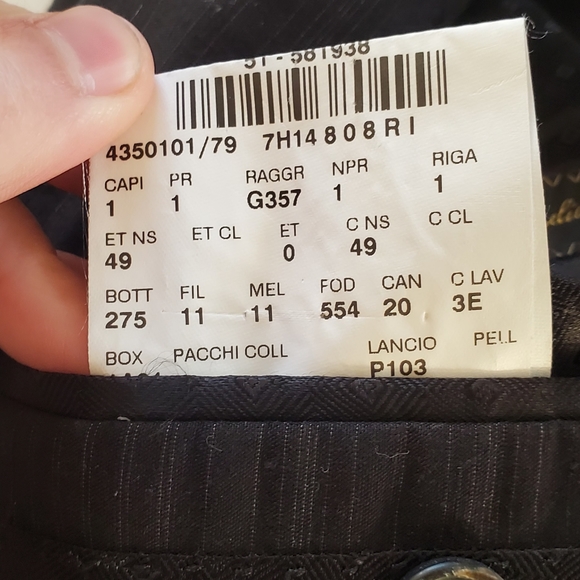 51-581938
4350101/79 7H14808RI
CAPI PR RAGGR NPR RIGA
1 1 G357 1 1
ET NS ET CL ET C NS C CL
49 0 49
BOTT FIL MEL FOD CAN C LAV
275 11 11 554 20 3E
BOX PACCHI COLL LANCIO PELL
P103